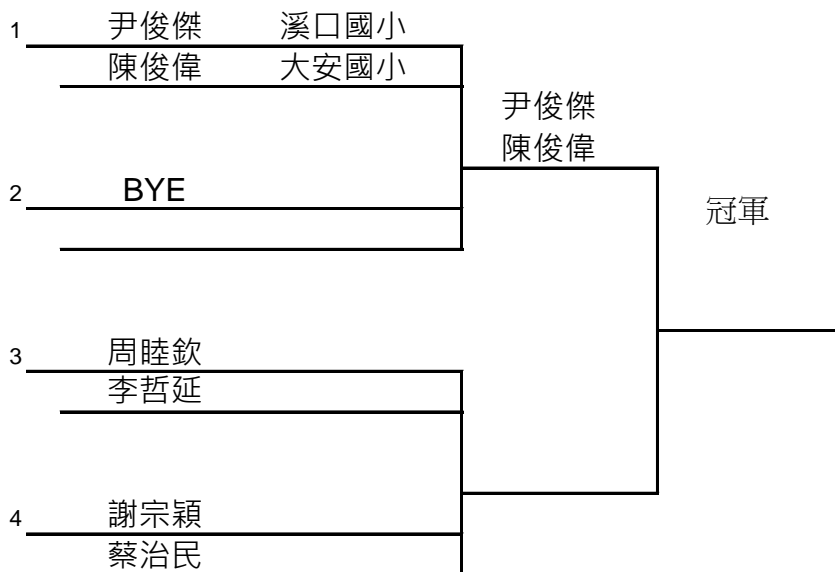 1 尹俊傑 溪口國小
陳俊偉 大安國小
尹俊傑
陳俊偉
2 BYE
冠軍
3 周睦欽
李哲延
4 謝宗穎
蔡治民